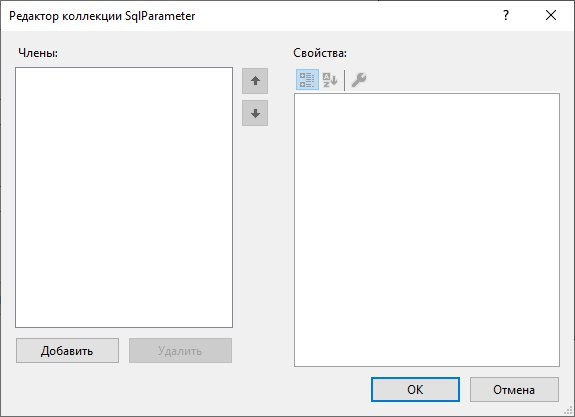 Редактор коллекции SqlParameter
?
Члены:
Свойства:
Добавить
Удалить
OK
Отмена